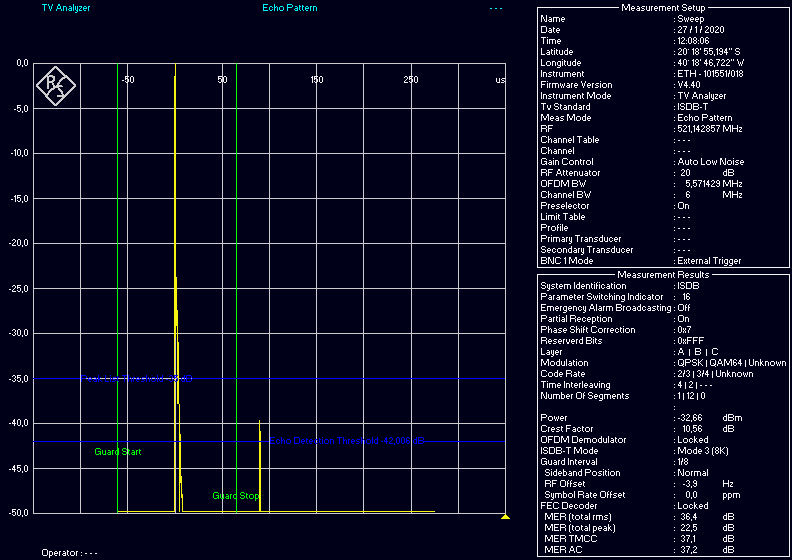 TV Analyzer Echo Pattern ---
0,0
-5,0
-10,0
-15,0
-20,0
-25,0
-30,0
-35,0
-40,0
-45,0
-50,0
-50 50 150 250 us
R S
Echo Detection Threshold -42,000 dB
Guard Start
Guard Stop
Operator : ---
Measurement Setup
Name : Sweep
Date : 27 / 1 / 2020
Time : 12:08:06
Latitude : 20° 18' 55,194" S
Longitude : 40° 18' 46,722" W
Instrument : ETH - 101551/018
Firmware Version : V4.40
Instrument Mode : TV Analyzer
Tv Standard : ISDB-T
Meas Mode : Echo Pattern
RF : 521,142857 MHz
Channel Table : ---
Channel : ---
Gain Control : Auto Low Noise
RF Attenuator : 20 dB
OFDM BW : 5,571429 MHz
Channel BW : 6 MHz
Preselector : On
Limit Table : ---
Profile : ---
Primary Transducer : ---
Secondary Transducer : ---
BNC 1 Mode : External Trigger
Measurement Results
System Identification : ISDB
Parameter Switching Indicator : 16
Emergency Alarm Broadcasting : Off
Partial Reception : On
Phase Shift Correction : 0x7
Reserverd Bits : 0xFFF
Layer : A | B | C
Modulation : QPSK | QAM64 | Unknown
Code Rate : 2/3 | 3/4 | Unknown
Time Interleaving : 4 | 2 | ---
Number Of Segments : 1 | 12 | 0
:
Power : -32,66 dBm
Crest Factor : 10,56 dB
OFDM Demodulator : Locked
ISDB-T Mode : Mode 3 (8K)
Guard Interval : 1/8
Sideband Position : Normal
RF Offset : -3,9 Hz
Symbol Rate Offset : 0,0 ppm
FEC Decoder : Locked
MER (total rms) : 36,4 dB
MER (total peak) : 22,5 dB
MER TMCC : 37,1 dB
MER AC : 37,2 dB